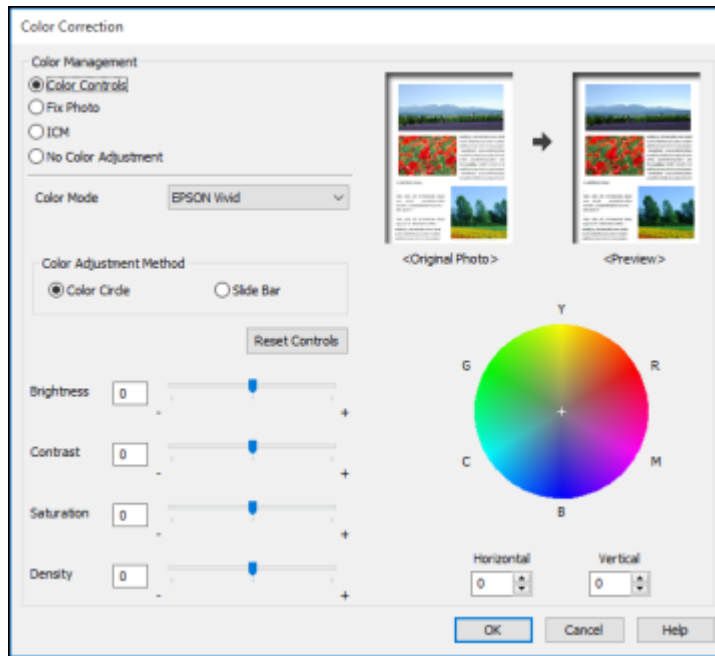 Color Correction
Color Management
Color Controls
Fix Photo
ICM
No Color Adjustment
Color Mode
EPSON Vivid
Color Adjustment Method
Color Circle
Slide Bar
Reset Controls
Brightness 0
- +
Contrast 0
- +
Saturation 0
- +
Density 0
- +
<Original Photo>
<Preview>
Y
G R
C M
B
Horizontal Vertical
0 0
OK Cancel Help